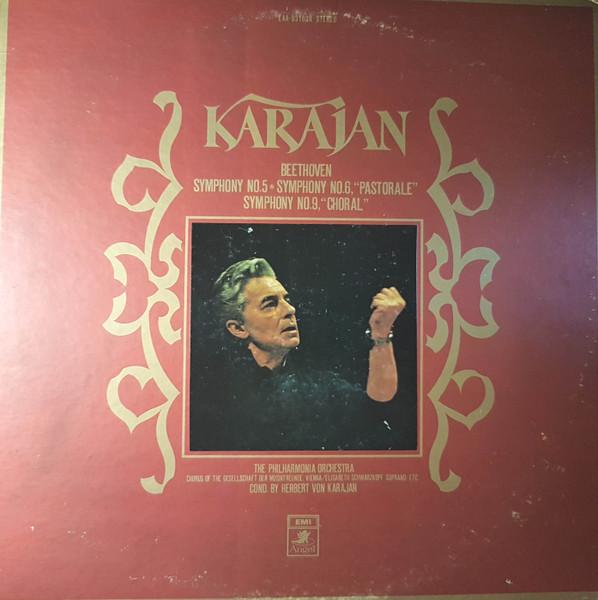 STEREO
KARAJAN
BEETHOVEN
SYMPHONY NO.5 • SYMPHONY NO.6, "PASTORALE"
SYMPHONY NO.9, "CHORAL"
THE PHILHARMONIA ORCHESTRA
CHORUS OF THE GESELLSCHAFT DER MUSIKFREUNDE, VIENNA/ELISABETH SCHWARZKOPF SOPRANO ETC
COND. BY HERBERT VON KARAJAN
EMI
Angel